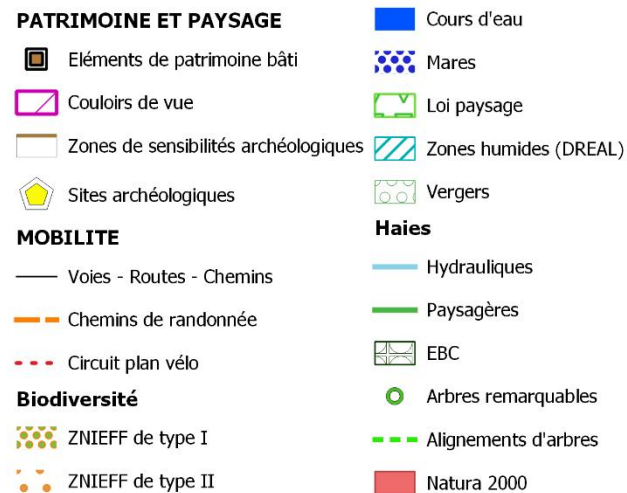 PATRIMOINE ET PAYSAGE
Eléments de patrimoine bâti
Couloirs de vue
Zones de sensibilités archéologiques
Sites archéologiques
MOBILITE
Voies - Routes - Chemins
Chemins de randonnée
Circuit plan vélo
Biodiversité
ZNIEFF de type I
ZNIEFF de type II
Cours d'eau
Mares
Loi paysage
Zones humides (DREAL)
Vergers
Haies
Hydrauliques
Paysagères
EBC
Arbres remarquables
Alignements d'arbres
Natura 2000